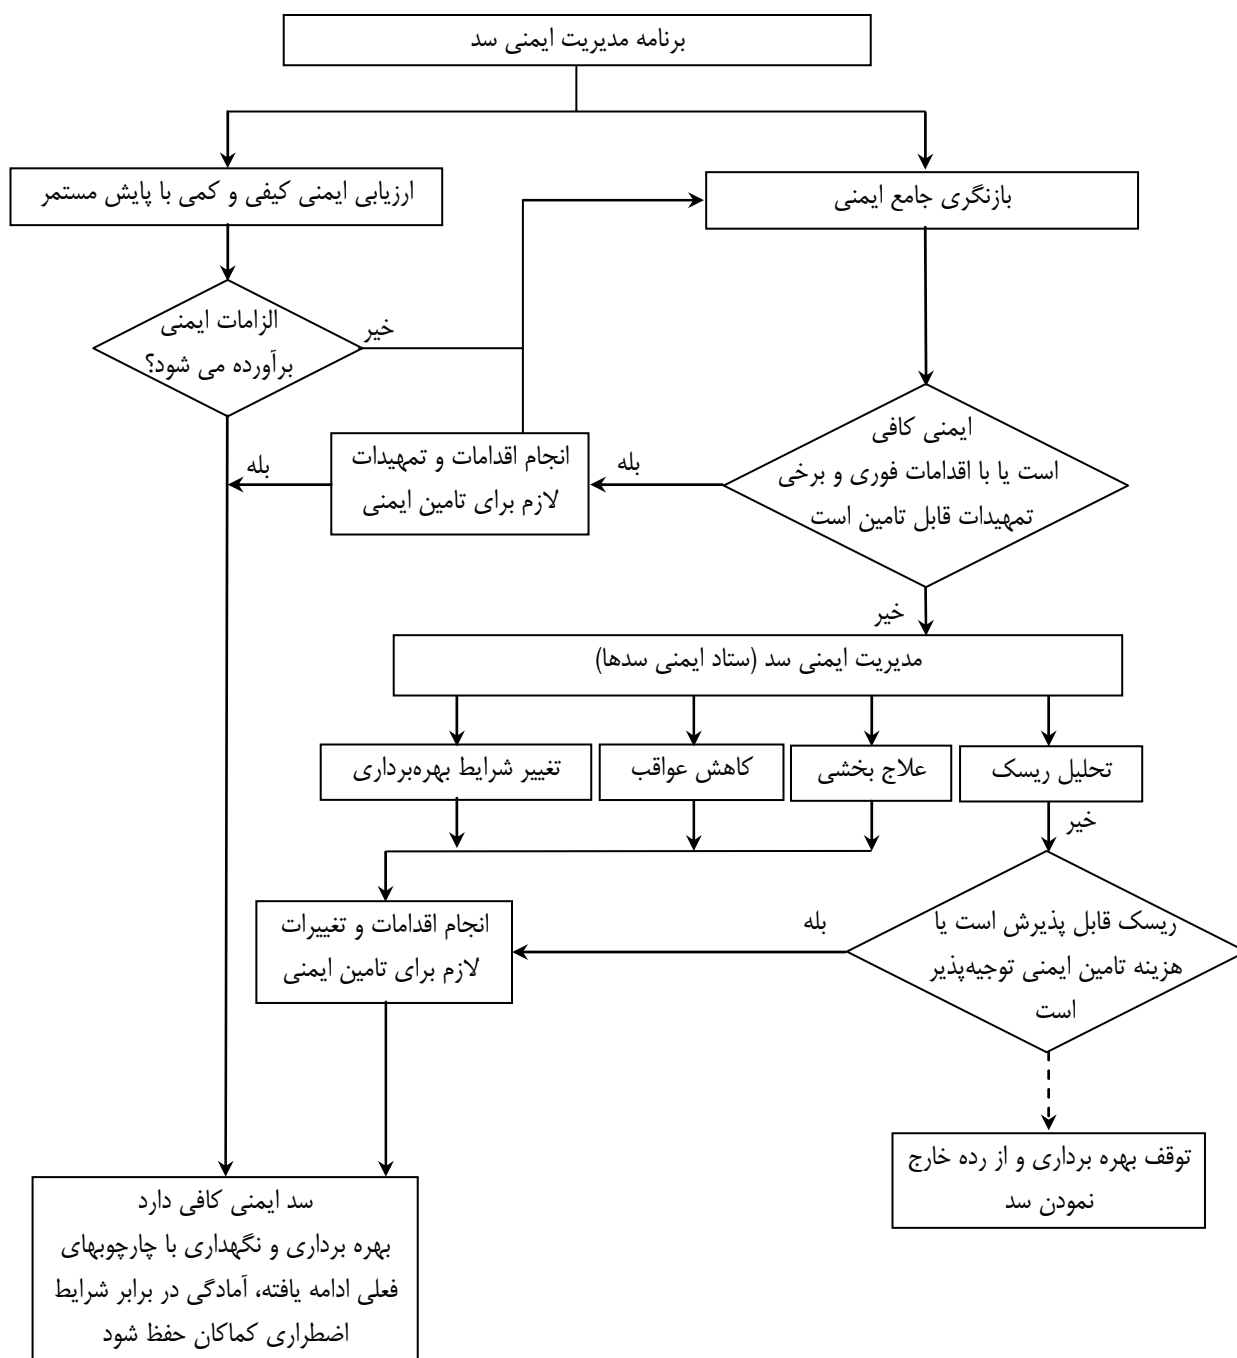 برنامه مدیریت ایمنی سد
بازنگری جامع ایمنی
ارزیابی ایمنی کیفی و کمی با پایش مستمر
الزامات ایمنی
برآورده می شود؟
خیر
ایمنی کافی
است یا با اقدامات فوری و برخی
تمهیدات قابل تامین است
بله
انجام اقدامات و تمهیدات
لازم برای تامین ایمنی
بله
خیر
مدیریت ایمنی سد (ستاد ایمنی سدها)
تحلیل ریسک
علاج بخشی
کاهش عواقب
تغییر شرایط بهره‌برداری
خیر
ریسک قابل پذیرش است یا
هزینه تامین ایمنی توجیه‌پذیر
است
بله
انجام اقدامات و تغییرات
لازم برای تامین ایمنی
توقف بهره برداری و از رده خارج
نمودن سد
سد ایمنی کافی دارد
بهره برداری و نگهداری با چارچوبهای
فعلی ادامه یافته، آمادگی در برابر شرایط
اضطراری کماکان حفظ شود